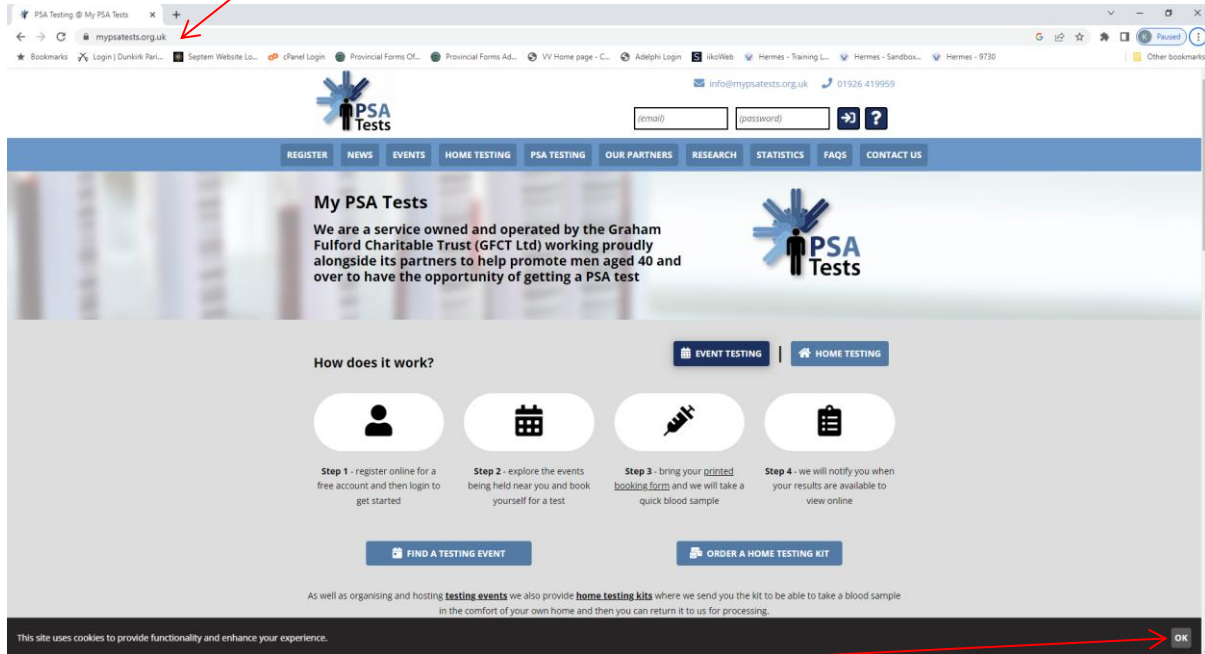 PSA Testing @ My PSA Tests
mypsatests.org.uk
G
K
Paused
Bookmarks Login | Dunkirk Pari... Septem Website Lo... cP cPanel Login Provincial Forms Of... Provincial Forms Ad... VV Home page - C... Adelphi Login S iikoWeb Hermes - Training L... Hermes - Sandbox... Hermes - 9730 Other bookmarks
PSA
Tests
info@mypsatests.org.uk 01926 419959
(email) (password) ?
REGISTER NEWS EVENTS HOME TESTING PSA TESTING OUR PARTNERS RESEARCH STATISTICS FAQS CONTACT US
My PSA Tests
We are a service owned and operated by the Graham
Fulford Charitable Trust (GFCT Ltd) working proudly
alongside its partners to help promote men aged 40 and
over to have the opportunity of getting a PSA test
PSA
Tests
How does it work?
EVENT TESTING | HOME TESTING
Step 1 - register online for a
free account and then login to
get started
Step 2 - explore the events
being held near you and book
yourself for a test
Step 3 - bring your printed
booking form and we will take a
quick blood sample
Step 4 - we will notify you when
your results are available to
view online
FIND A TESTING EVENT
ORDER A HOME TESTING KIT
As well as organising and hosting testing events we also provide home testing kits where we send you the kit to be able to take a blood sample
in the comfort of your own home and then you can return it to us for processing.
This site uses cookies to provide functionality and enhance your experience. OK